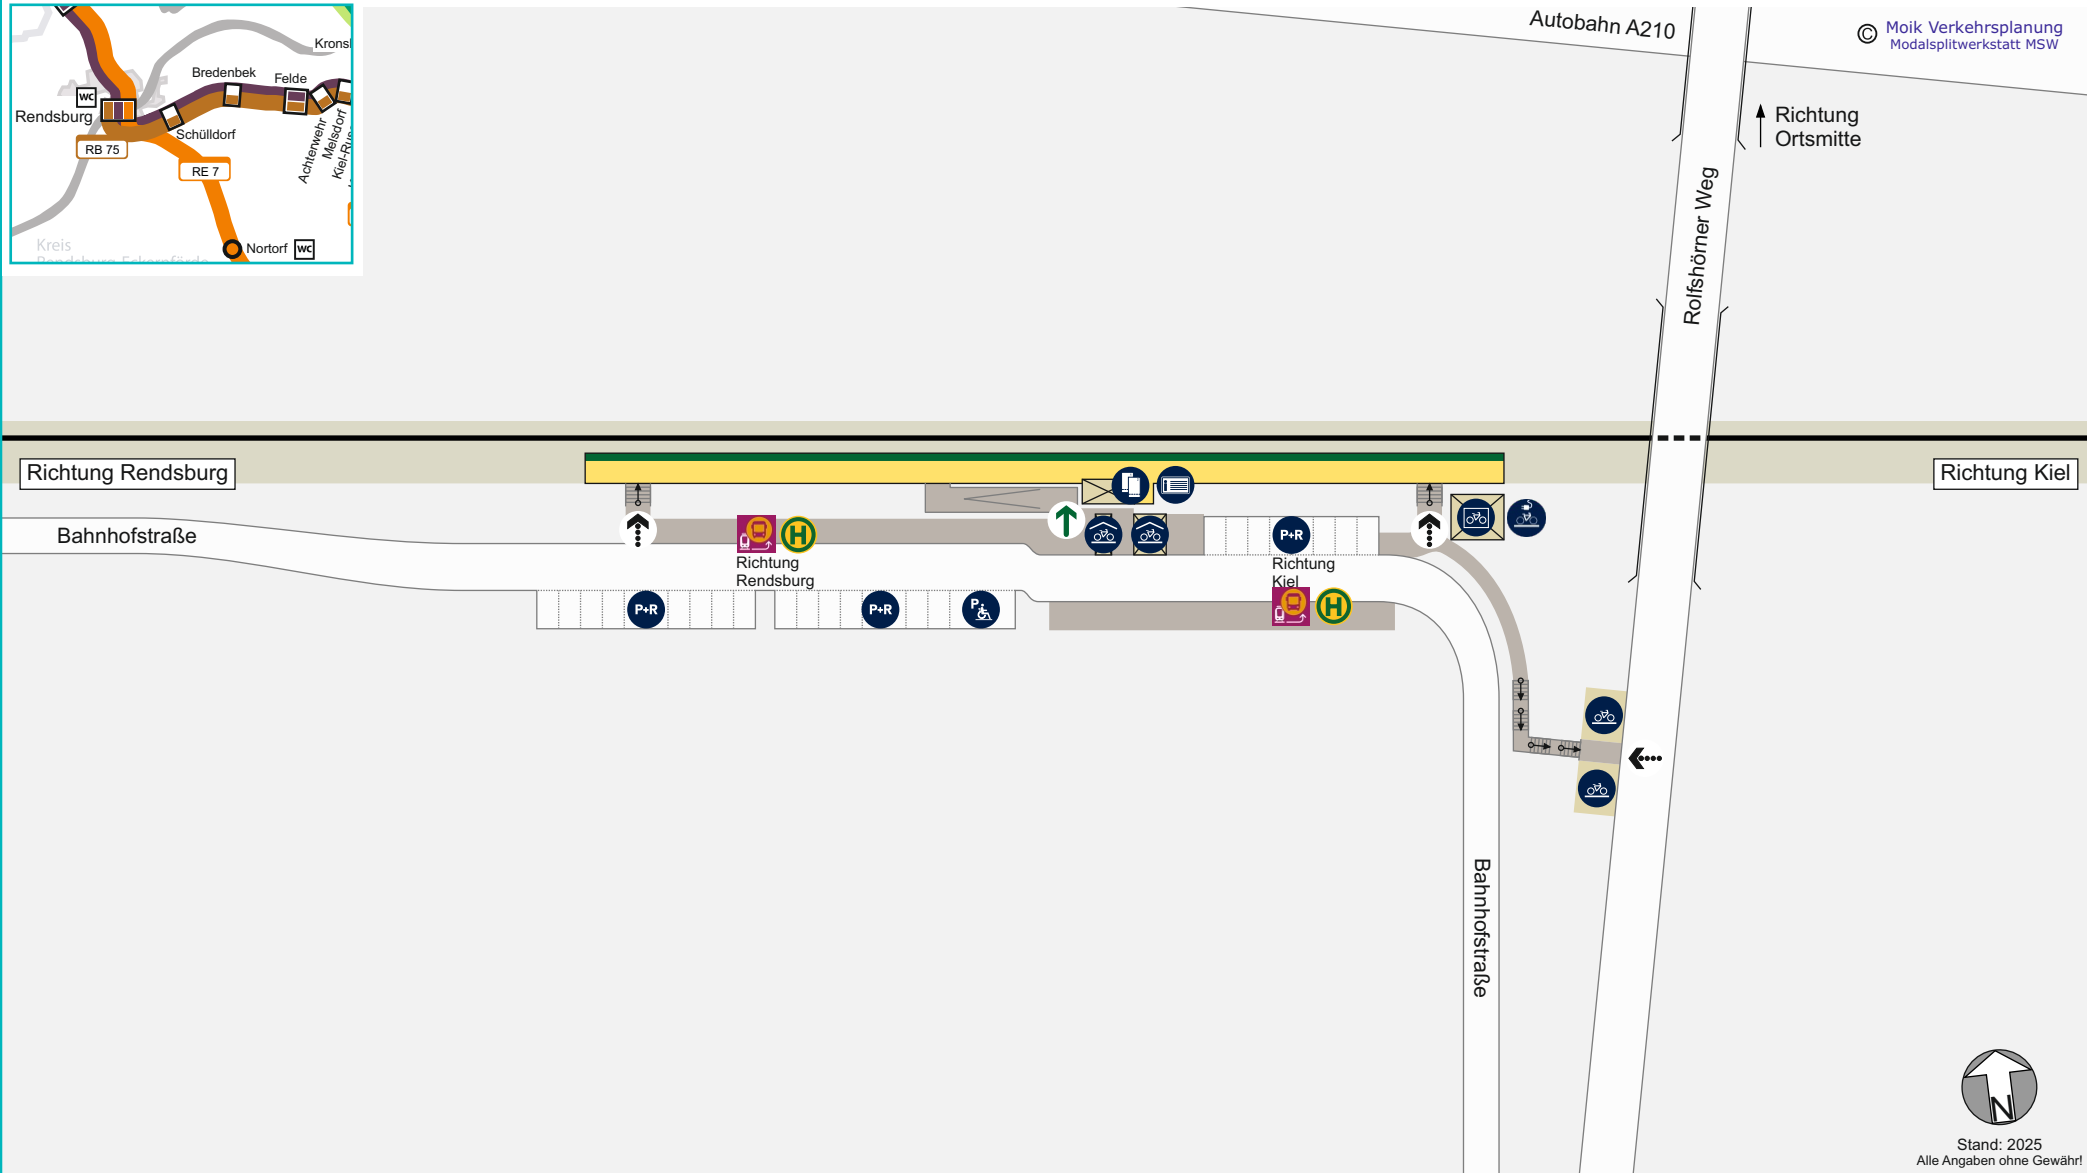 Autobahn A210
© Moik Verkehrsplanung
Modalsplitwerkstatt MSW
Bredenbek
Felde
WC
Rendsburg
Schülldorf
RB 75
RE 7
Achterwehr
Melsdorf
Nortorf
WC
Kreis
Richtung
Ortsmitte
Rolfshörner Weg
Richtung Rendsburg
Richtung Kiel
Bahnhofstraße
H
P+R
Richtung
Rendsburg
Richtung
Kiel
P+R
P+R
P
H
Bahnhofstraße
N
Stand: 2025
Alle Angaben ohne Gewähr!